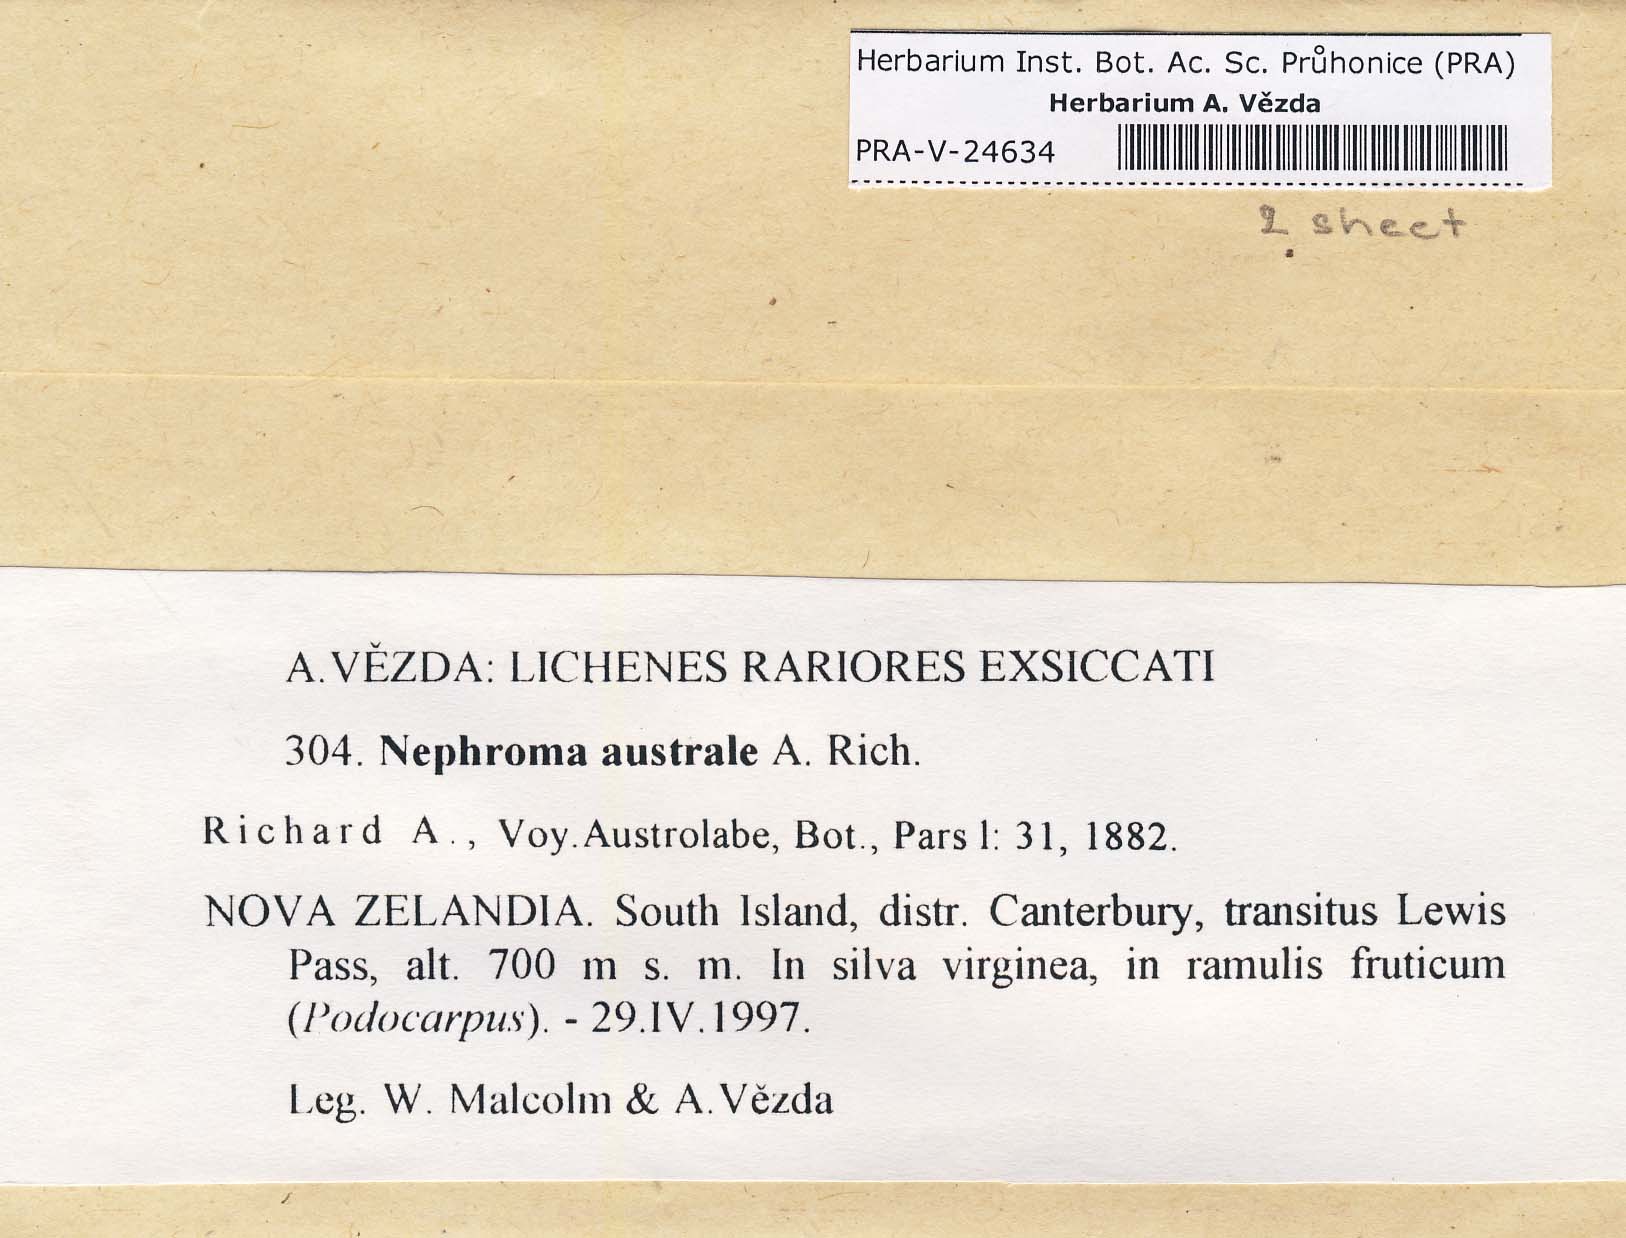 Herbarium Inst. Bot. Ac. Sc. Průhonice (PRA)
Herbarium A. Vězda
PRA-V-24634
2 sheet
A.VĚZDA: LICHENES RARIORES EXSICCATI
304. Nephroma australe A. Rich.
Richard A., Voy.Austrolabe, Bot., Pars l: 31, 1882.
NOVA ZELANDIA. South Island, distr. Canterbury, transitus Lewis
Pass, alt. 700 m s. m. In silva virginea, in ramulis fruticum
(Podocarpus). - 29.IV.1997.
Leg. W. Malcolm & A.Vězda